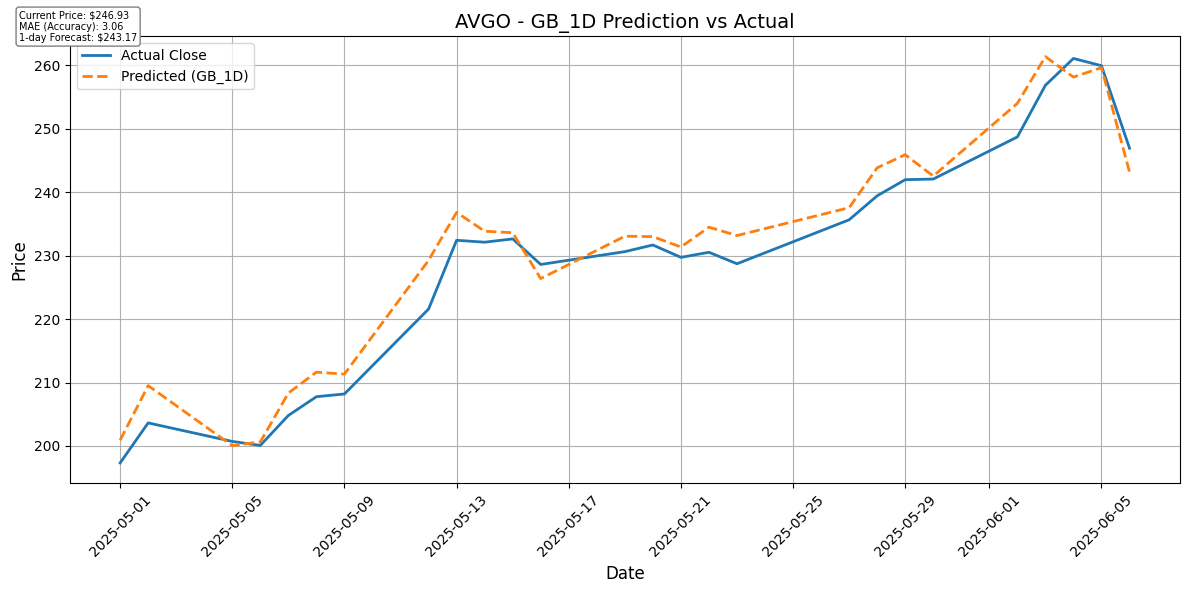 AVGO - GB_1D Prediction vs Actual
Current Price: $246.93
MAE (Accuracy): 3.06
1-day Forecast: $243.17
Actual Close
Predicted (GB_1D)
Price
260
250
240
230
220
210
200
2025-05-01
2025-05-05
2025-05-09
2025-05-13
2025-05-17
2025-05-21
2025-05-25
2025-05-29
2025-06-01
2025-06-05
Date